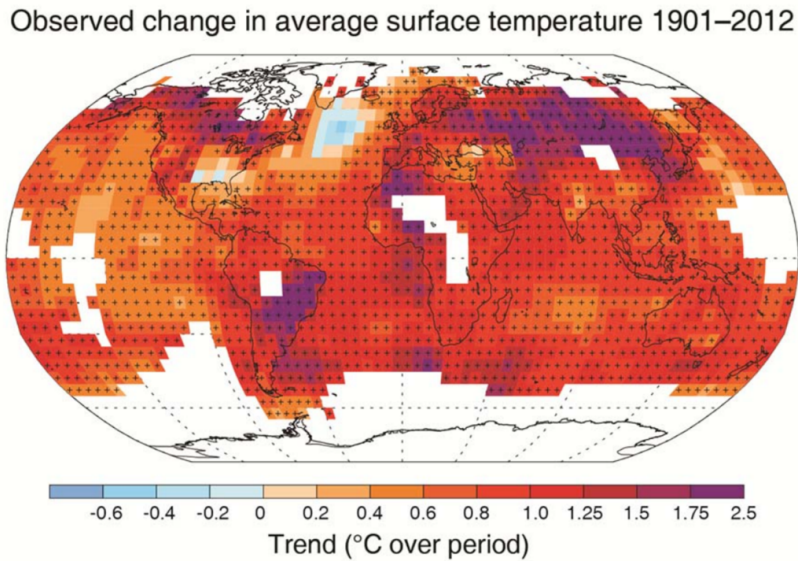 Observed change in average surface temperature 1901–2012
-0.6 -0.4 -0.2 0 0.2 0.4 0.6 0.8 1.0 1.25 1.5 1.75 2.5
Trend (°C over period)